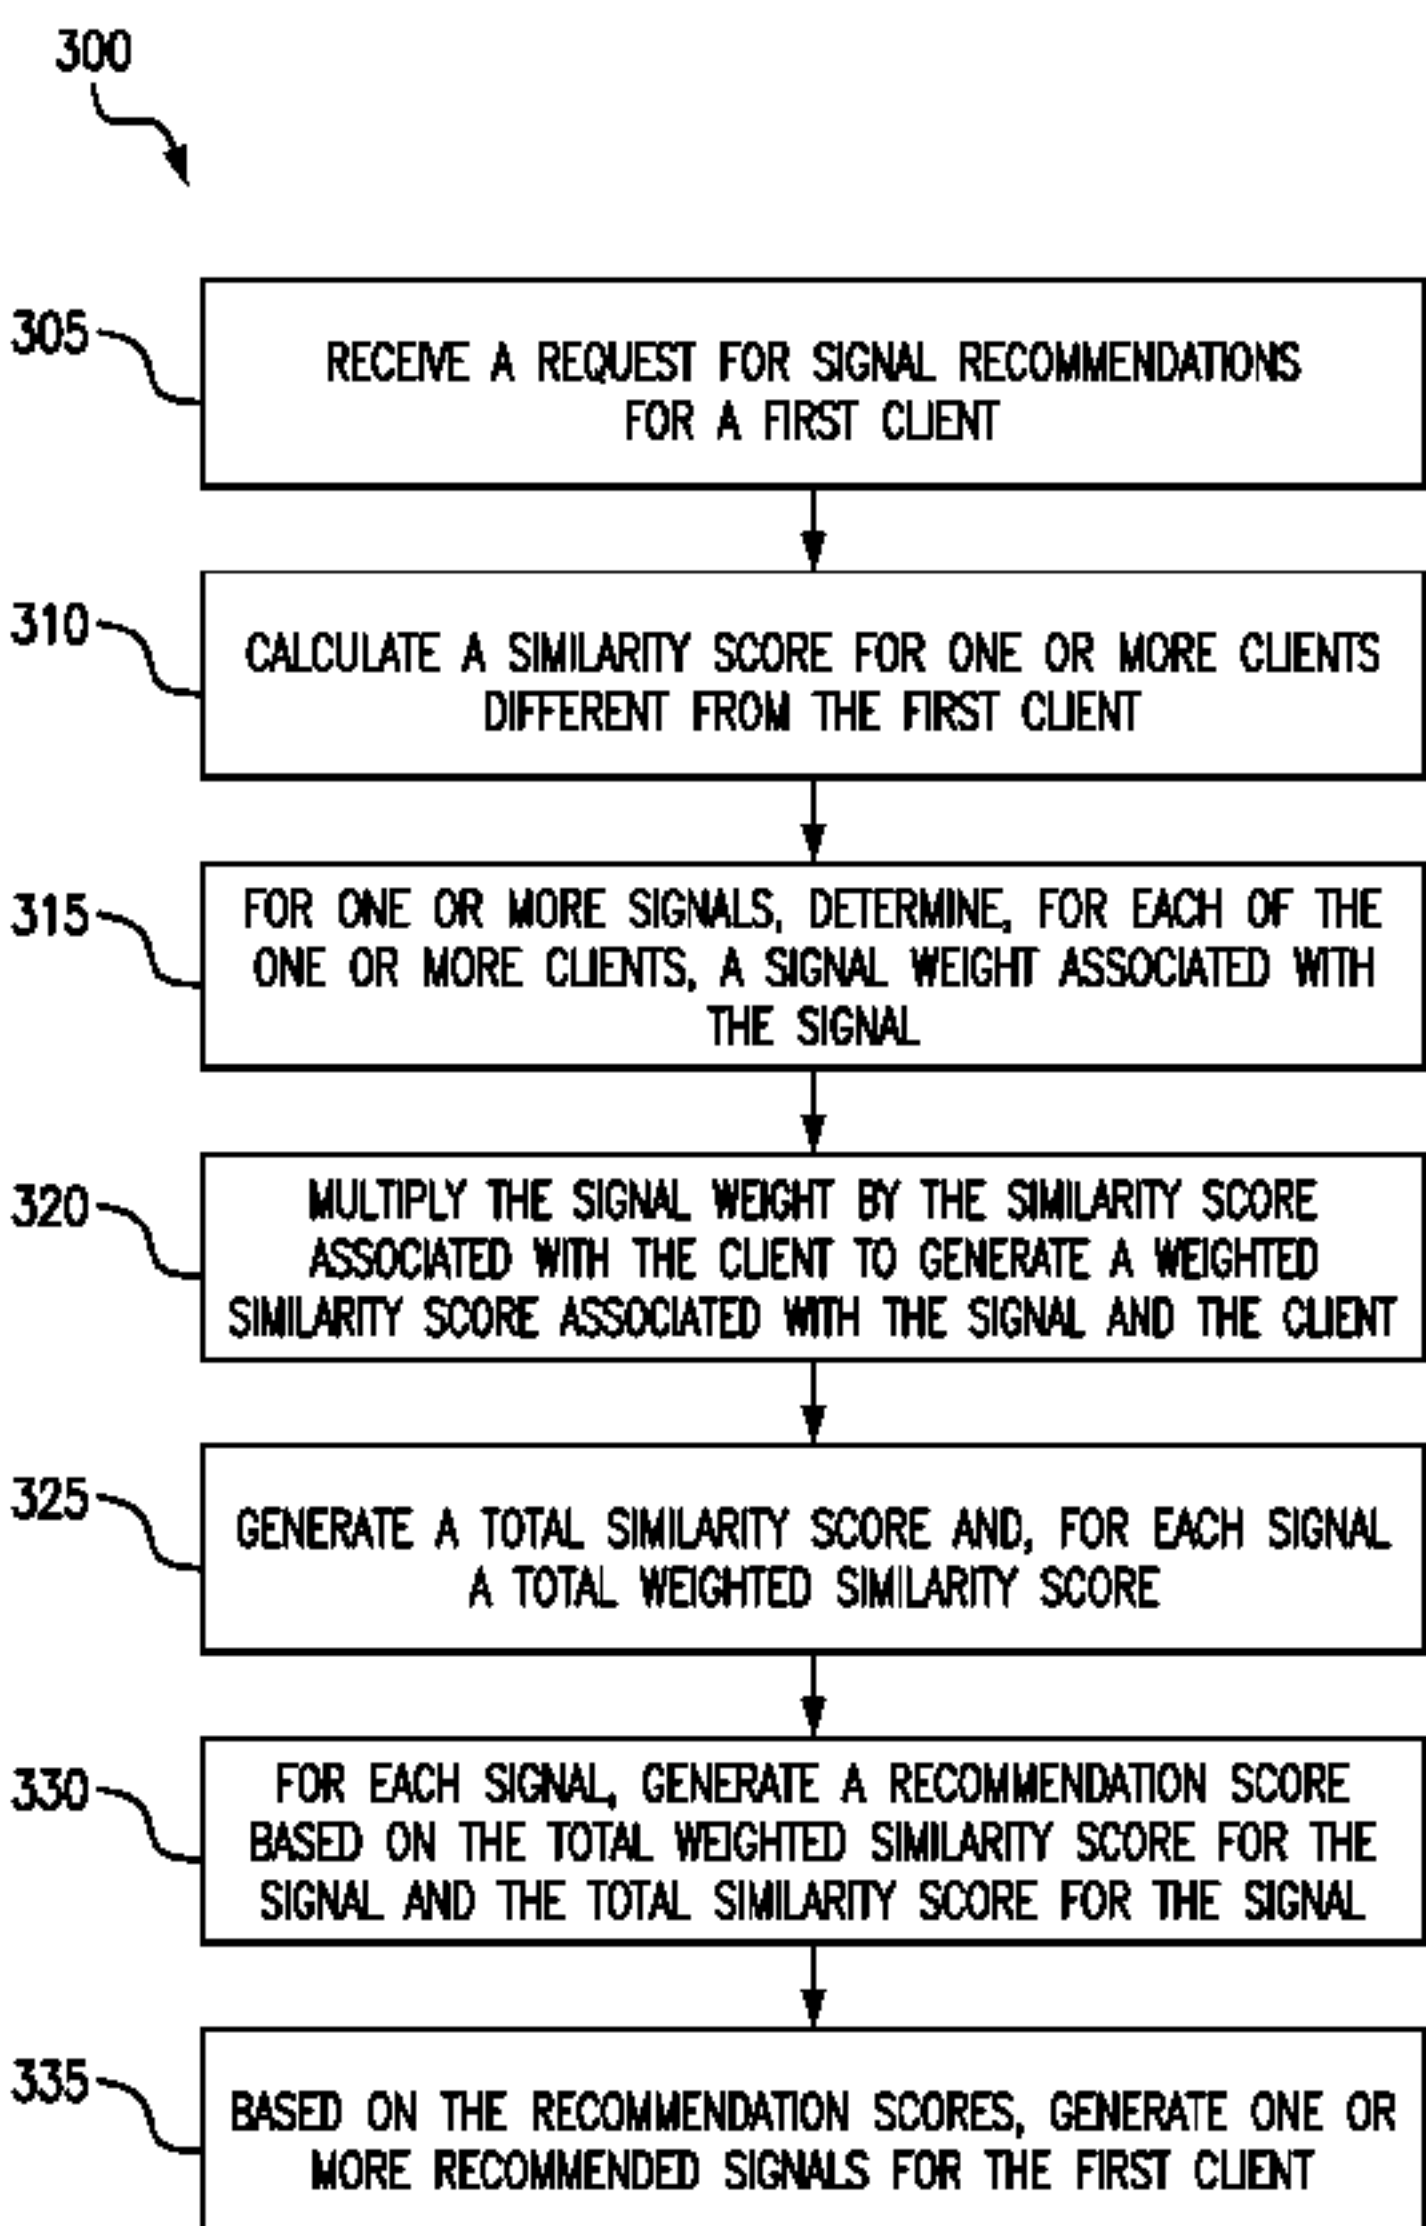 300
305
RECEIVE A REQUEST FOR SIGNAL RECOMMENDATIONS
FOR A FIRST CLIENT
310
CALCULATE A SIMILARITY SCORE FOR ONE OR MORE CLIENTS
DIFFERENT FROM THE FIRST CLIENT
315
FOR ONE OR MORE SIGNALS, DETERMINE, FOR EACH OF THE
ONE OR MORE CLIENTS, A SIGNAL WEIGHT ASSOCIATED WITH
THE SIGNAL
320
MULTIPLY THE SIGNAL WEIGHT BY THE SIMILARITY SCORE
ASSOCIATED WITH THE CLIENT TO GENERATE A WEIGHTED
SIMILARITY SCORE ASSOCIATED WITH THE SIGNAL AND THE CLIENT
325
GENERATE A TOTAL SIMILARITY SCORE AND, FOR EACH SIGNAL
A TOTAL WEIGHTED SIMILARITY SCORE
330
FOR EACH SIGNAL, GENERATE A RECOMMENDATION SCORE
BASED ON THE TOTAL WEIGHTED SIMILARITY SCORE FOR THE
SIGNAL AND THE TOTAL SIMILARITY SCORE FOR THE SIGNAL
335
BASED ON THE RECOMMENDATION SCORES, GENERATE ONE OR
MORE RECOMMENDED SIGNALS FOR THE FIRST CLIENT